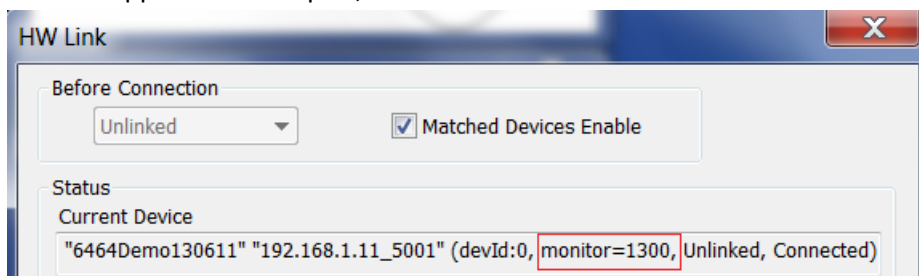 HW Link
X
Before Connection
Unlinked
Matched Devices Enable
Status
Current Device
"6464Demo130611" "192.168.1.11_5001" (devId:0, monitor=1300, Unlinked, Connected)